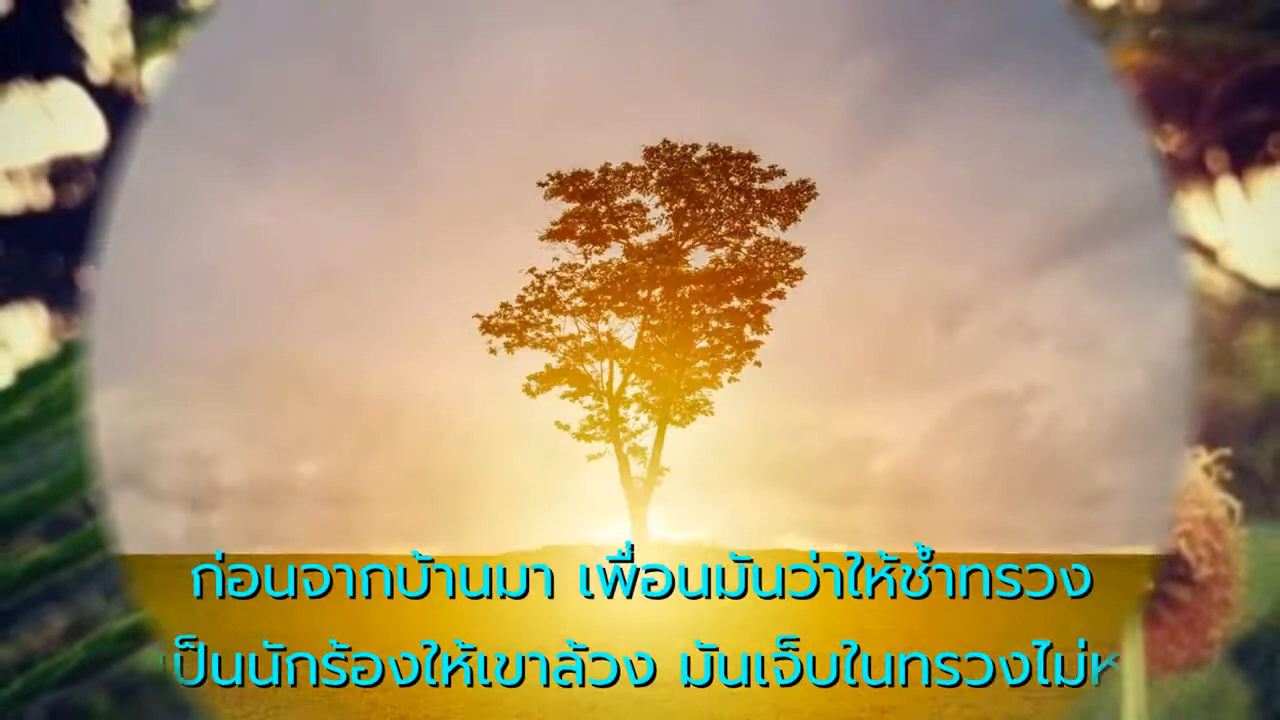 ก่อนจากบ้านมา เพื่อนมันว่าให้ช้ำทรวง
เป็นนักร้องให้เขาล้วง มันเจ็บในทรวง